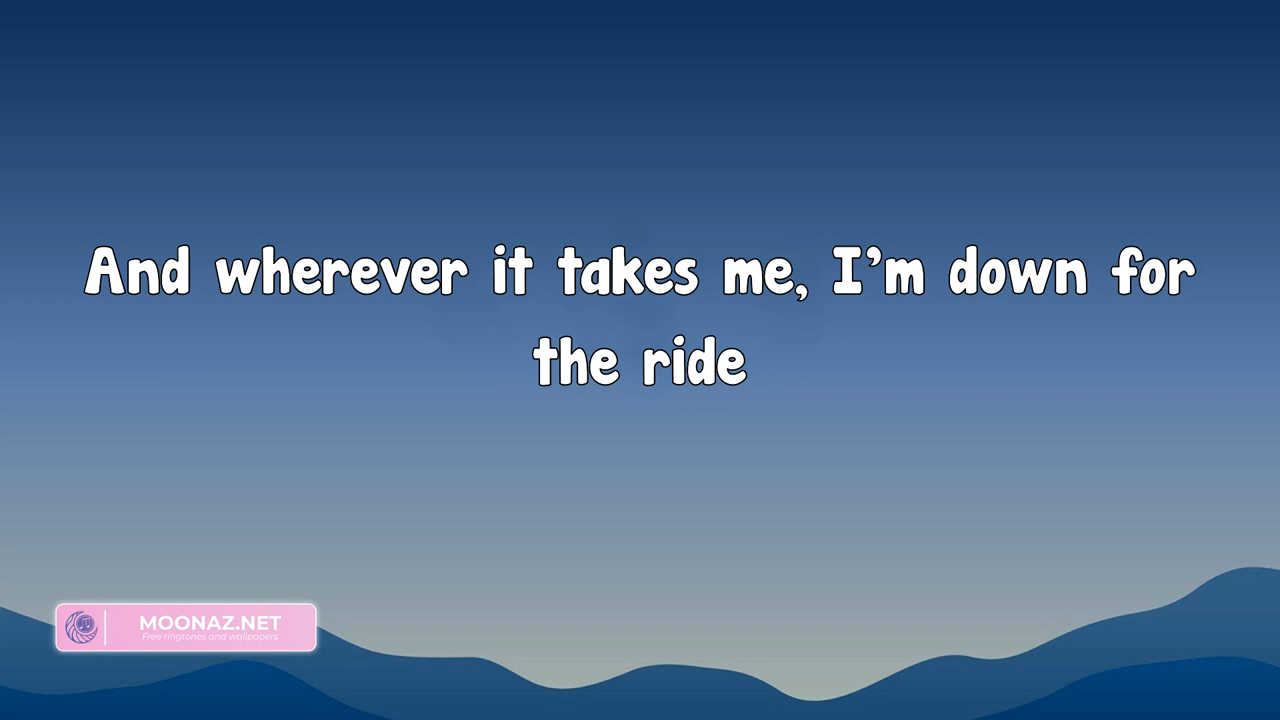 And wherever it takes me, I'm down for
the ride
MOONAZ.NET
Free ringtones and wallpapers